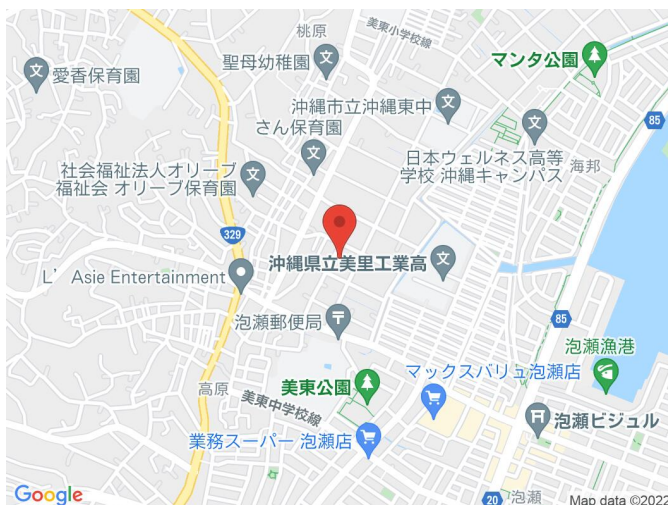 桃原
美東小学校線
聖母幼稚園
マンタ公園
愛香保育園
沖縄市立沖縄東中
さん保育園
85
日本ウェルネス高等
学校 沖縄キャンパス
海邦
社会福祉法人オリーブ
福祉会 オリーブ保育園
329
沖縄県立美里工業高
L' Asie Entertainment
泡瀬郵便局
85
泡瀬漁港
マックスバリュ泡瀬店
高原
美東公園
美東中学校線
泡瀬ビジュル
業務スーパー 泡瀬店
Google
20
泡瀬
Map data ©2022